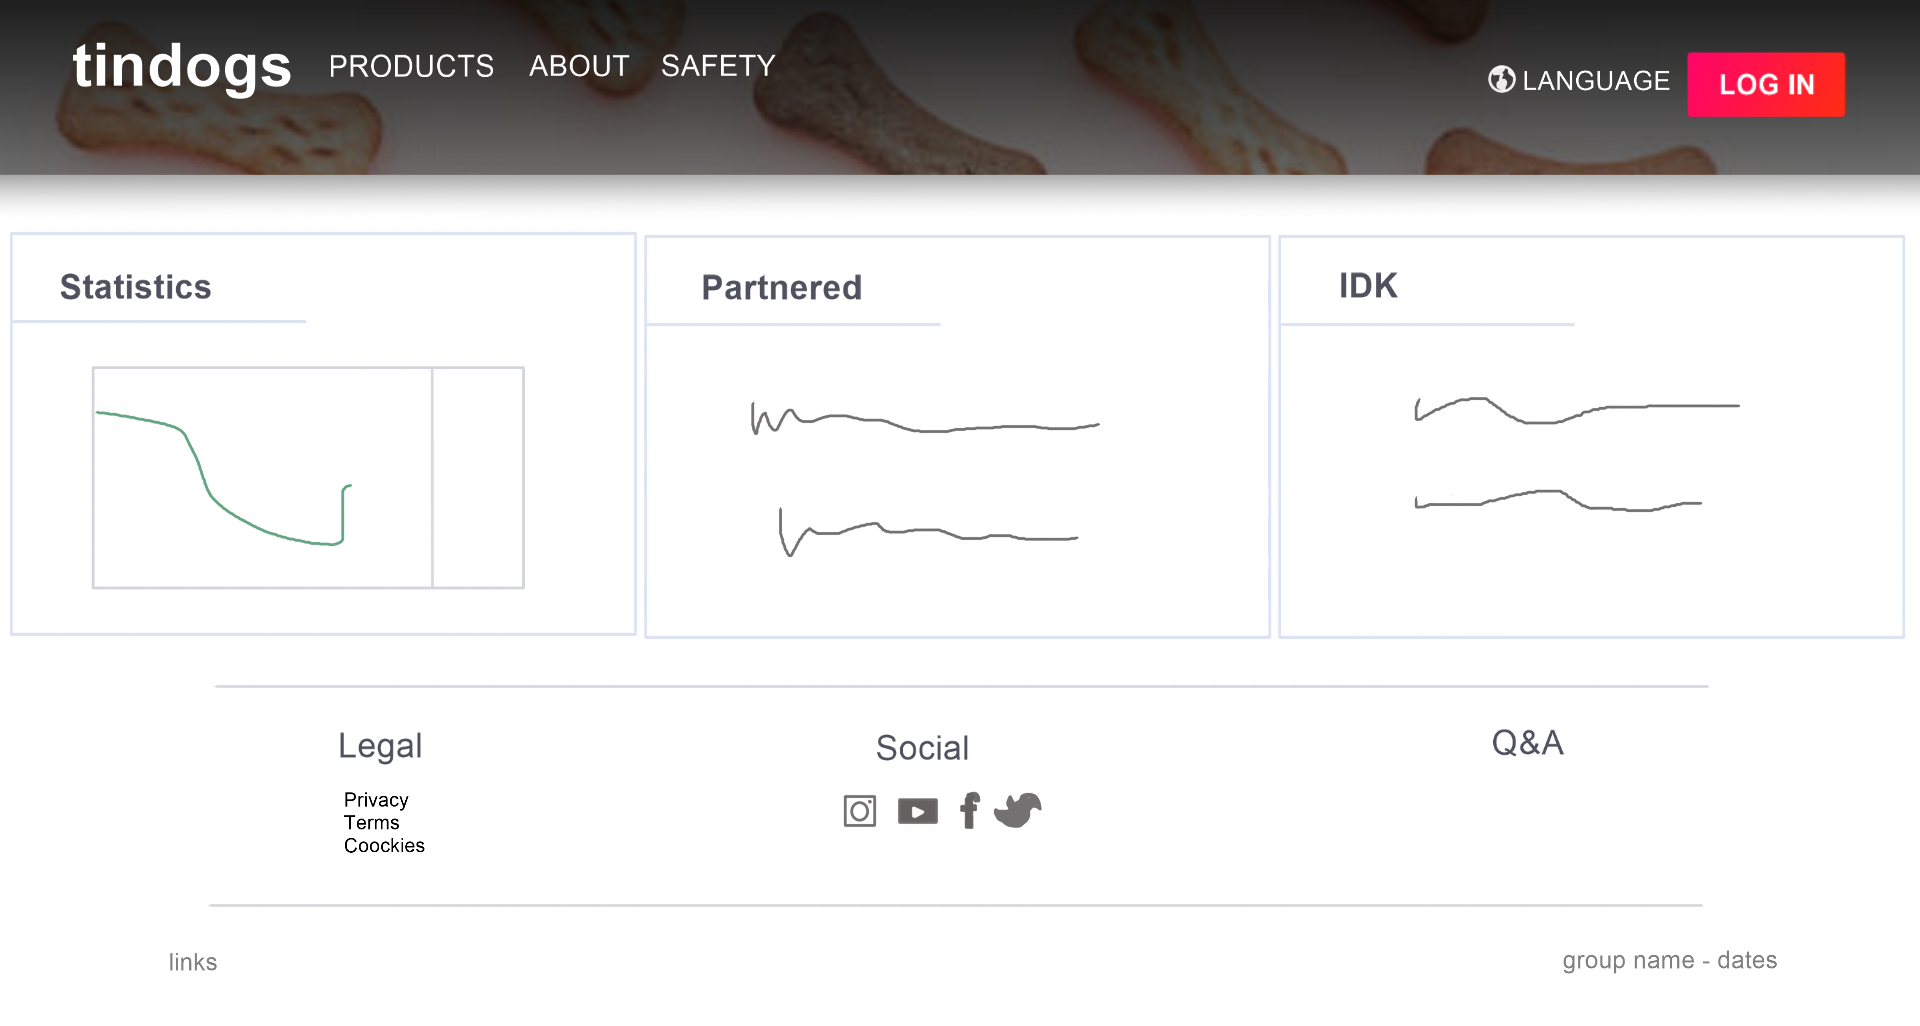 tindogs PRODUCTS ABOUT SAFETY LANGUAGE LOG IN
Statistics
Partnered
IDK
Legal
Privacy
Terms
Coockies
Social
Q&A
links
group name - dates